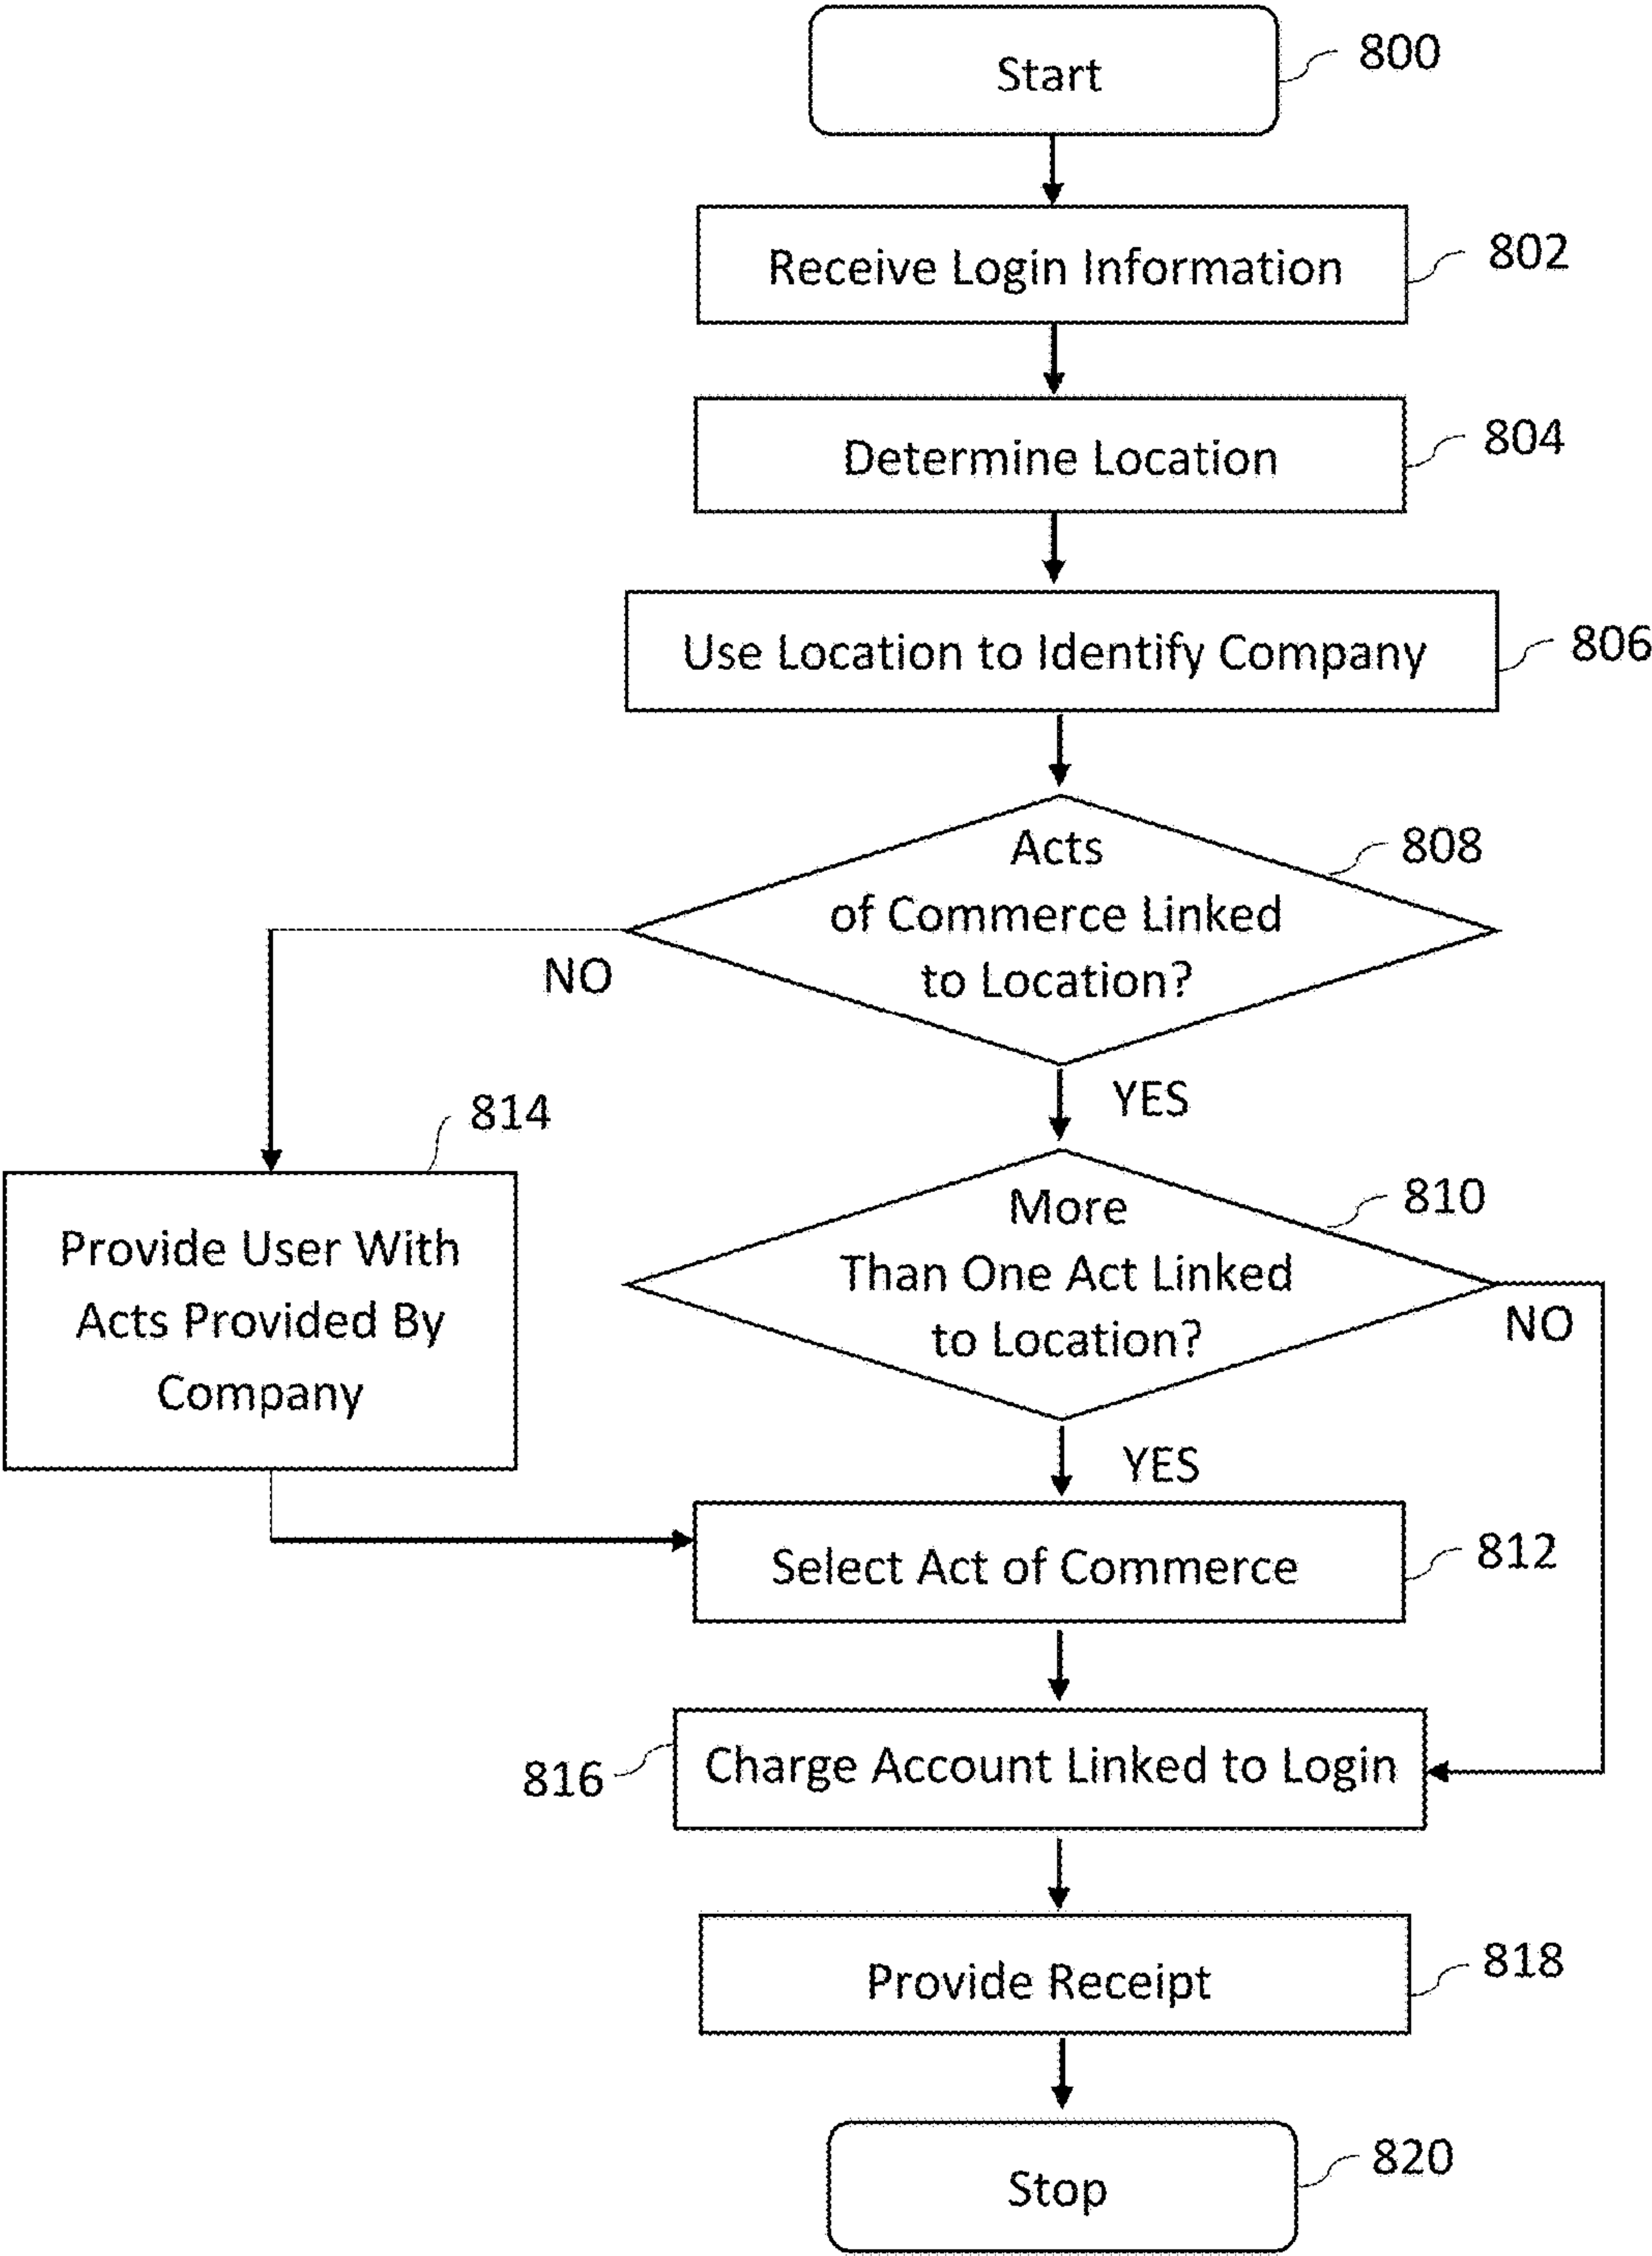 Start
800
Receive Login Information
802
Determine Location
804
Use Location to Identify Company
806
Acts
of Commerce Linked
to Location?
808
NO
YES
814
Provide User With
Acts Provided By
Company
More
Than One Act Linked
to Location?
810
NO
YES
Select Act of Commerce
812
Charge Account Linked to Login
816
Provide Receipt
818
Stop
820